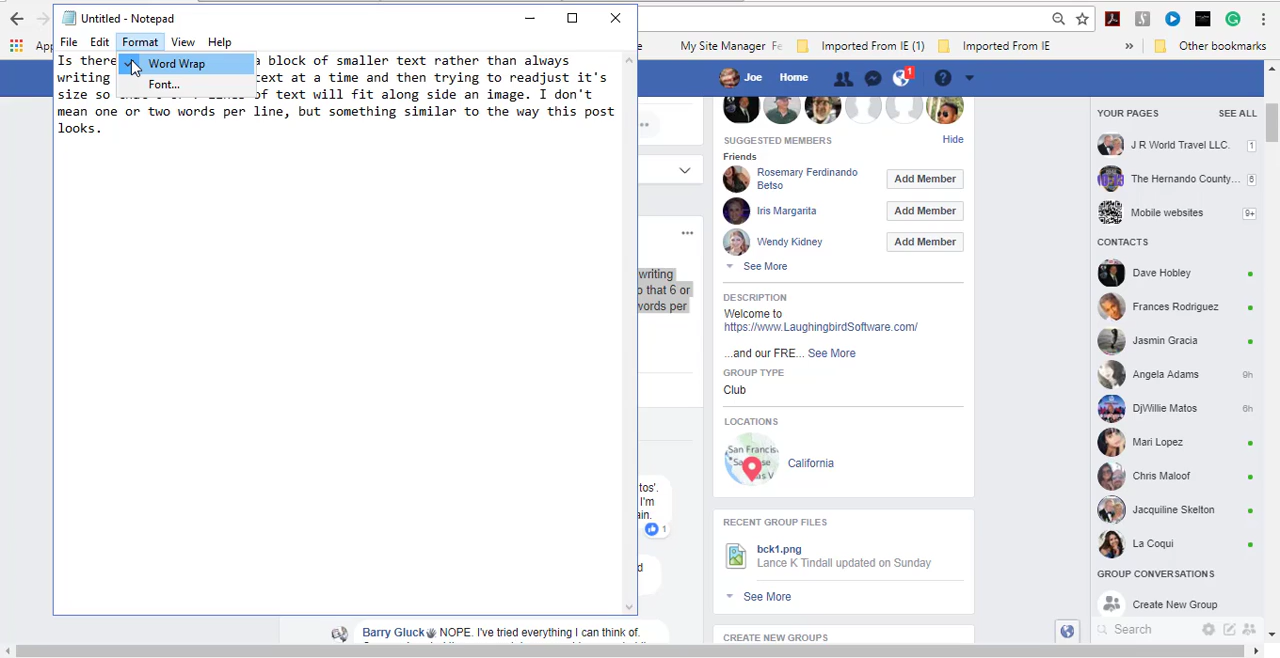 Untitled - Notepad
File Edit Format View Help
Word Wrap
Font...
Is there a block of smaller text rather than always
writing text at a time and then trying to readjust it's
size so of text will fit along side an image. I don't
mean one or two words per line, but something similar to the way this post
looks.
My Site Manager Imported From IE (1) Imported From IE » Other bookmarks
Joe Home 1
SUGGESTED MEMBERS Hide
Friends
Rosemary Ferdinando
Betso
Add Member
Iris Margarita Add Member
Wendy Kidney Add Member
See More
DESCRIPTION
Welcome to
https://www.LaughingbirdSoftware.com/
...and our FRE... See More
GROUP TYPE
Club
LOCATIONS
San Francis
California
RECENT GROUP FILES
bck1.png
Lance K Tindall updated on Sunday
See More
CREATE NEW GROUPS
writing
that 6 or
words per
tos'.
I'm
1
Barry Gluck NOPE. I've tried everything I can think of.
YOUR PAGES SEE ALL
J R World Travel LLC. 1
The Hernando County... 6
Mobile websites 9+
CONTACTS
Dave Hobley
Frances Rodriguez
Jasmin Gracia
Angela Adams 9h
DjWillie Matos 6h
Mari Lopez
Chris Maloof
Jacquiline Skelton
La Coqui
GROUP CONVERSATIONS
Create New Group
Search